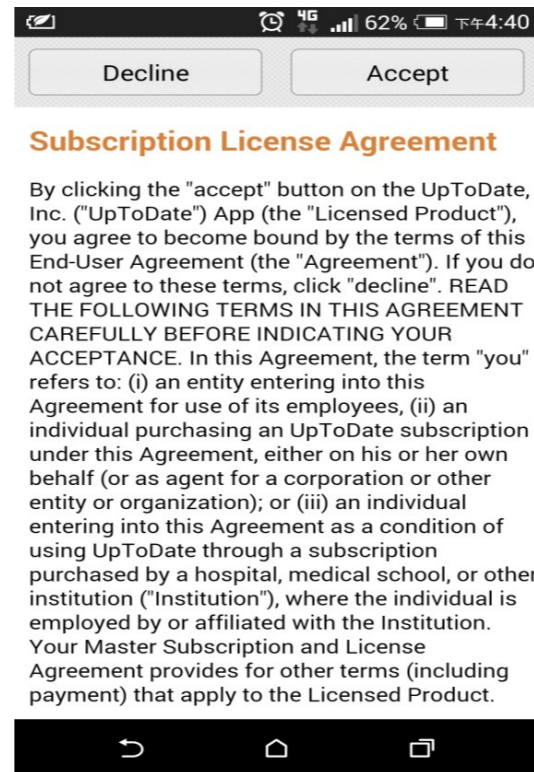 4G 62% 下午4:40
Decline Accept
Subscription License Agreement
By clicking the "accept" button on the UpToDate,
Inc. ("UpToDate") App (the "Licensed Product"),
you agree to become bound by the terms of this
End-User Agreement (the "Agreement"). If you do
not agree to these terms, click "decline". READ
THE FOLLOWING TERMS IN THIS AGREEMENT
CAREFULLY BEFORE INDICATING YOUR
ACCEPTANCE. In this Agreement, the term "you"
refers to: (i) an entity entering into this
Agreement for use of its employees, (ii) an
individual purchasing an UpToDate subscription
under this Agreement, either on his or her own
behalf (or as agent for a corporation or other
entity or organization); or (iii) an individual
entering into this Agreement as a condition of
using UpToDate through a subscription
purchased by a hospital, medical school, or other
institution ("Institution"), where the individual is
employed by or affiliated with the Institution.
Your Master Subscription and License
Agreement provides for other terms (including
payment) that apply to the Licensed Product.